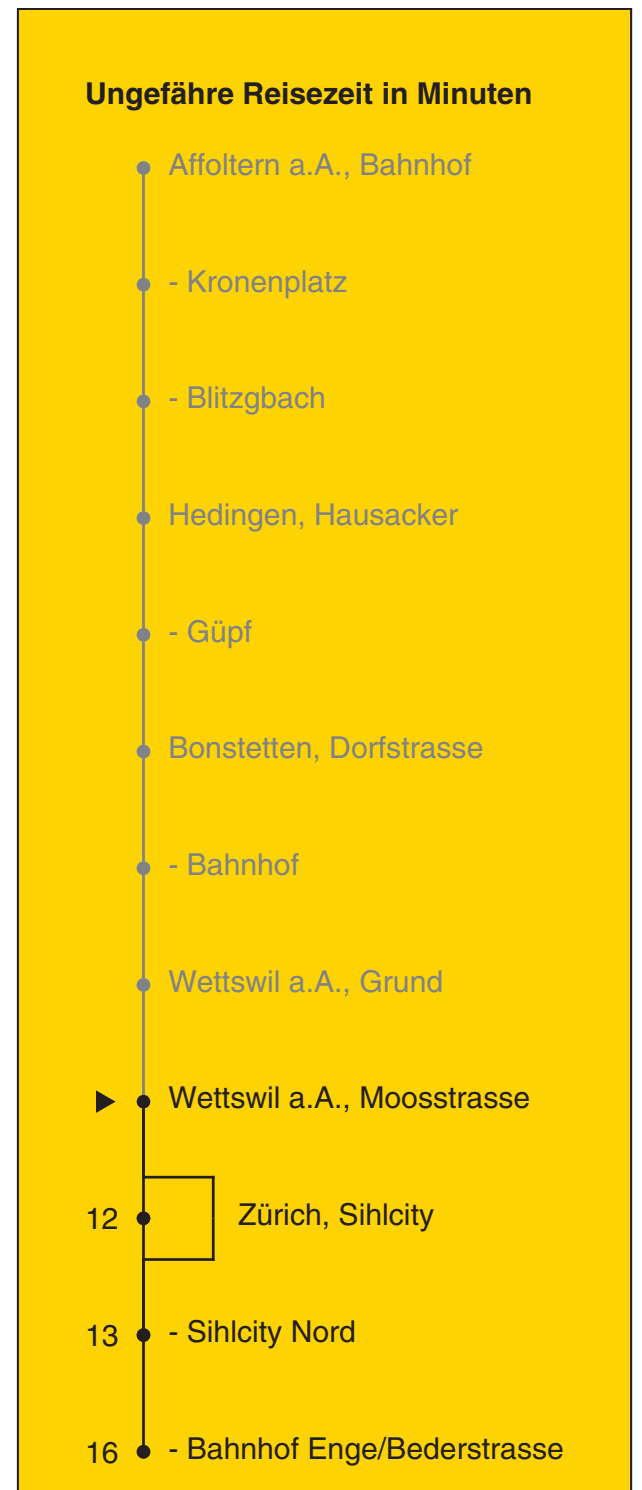 Ungefähre Reisezeit in Minuten
Affoltern a.A., Bahnhof
- Kronenplatz
- Blitzgbach
Hedingen, Hausacker
- Güpf
Bonstetten, Dorfstrasse
- Bahnhof
Wettswil a.A., Grund
Wettswil a.A., Moosstrasse
12 Zürich, Sihlcity
13 - Sihlcity Nord
16 - Bahnhof Enge/Bederstrasse